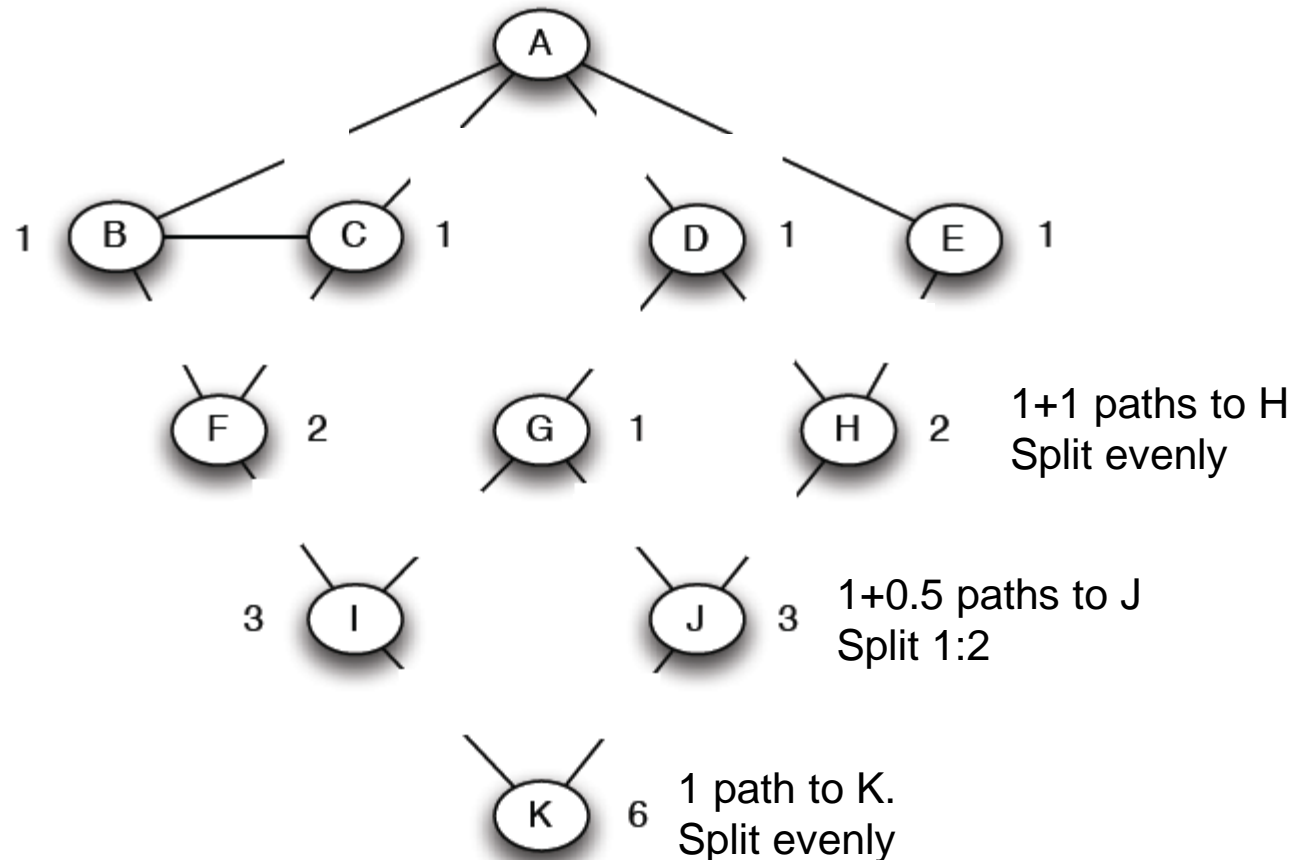 A
1 B C 1 D 1 E 1
F 2 G 1 H 2
1+1 paths to H
Split evenly
3 I J 3
1+0.5 paths to J
Split 1:2
K 6
1 path to K.
Split evenly